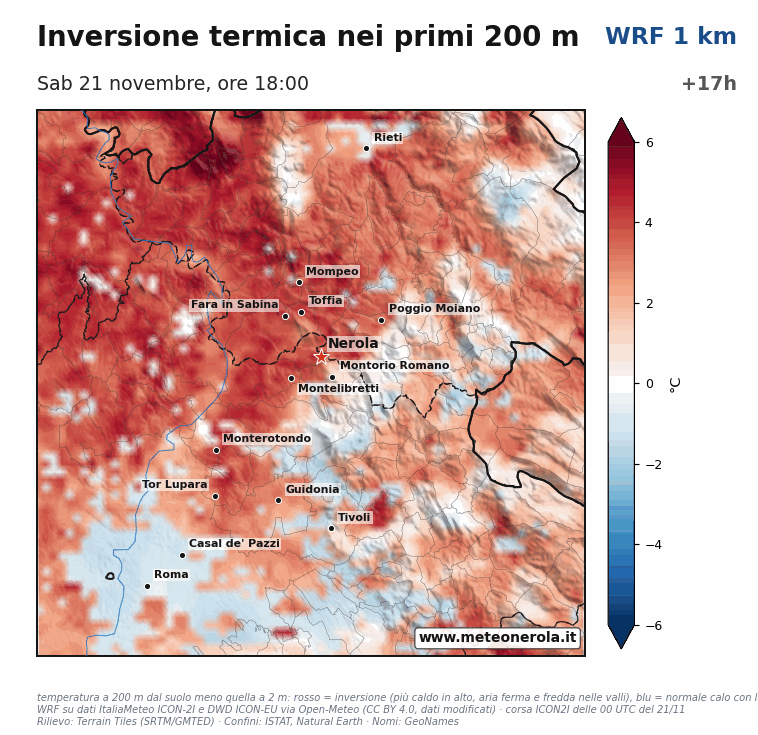 Inversione termica nei primi 200 m WRF 1 km
Sab 21 novembre, ore 18:00 +17h
Rieti
Mompeo
Toffia
Fara in Sabina
Poggio Moiano
Nerola
Montorio Romano
Montelibretti
Monterotondo
Tor Lupara
Guidonia
Tivoli
Casal de' Pazzi
Roma
6
4
2
0
−2
−4
−6
°C
www.meteonerola.it
temperatura a 200 m dal suolo meno quella a 2 m: rosso = inversione (più caldo in alto, aria ferma e fredda nelle valli), blu = normale calo con l
WRF su dati ItaliaMeteo ICON-2I e DWD ICON-EU via Open-Meteo (CC BY 4.0, dati modificati) · corsa ICON2I delle 00 UTC del 21/11
Rilievo: Terrain Tiles (SRTM/GMTED) · Confini: ISTAT, Natural Earth · Nomi: GeoNames